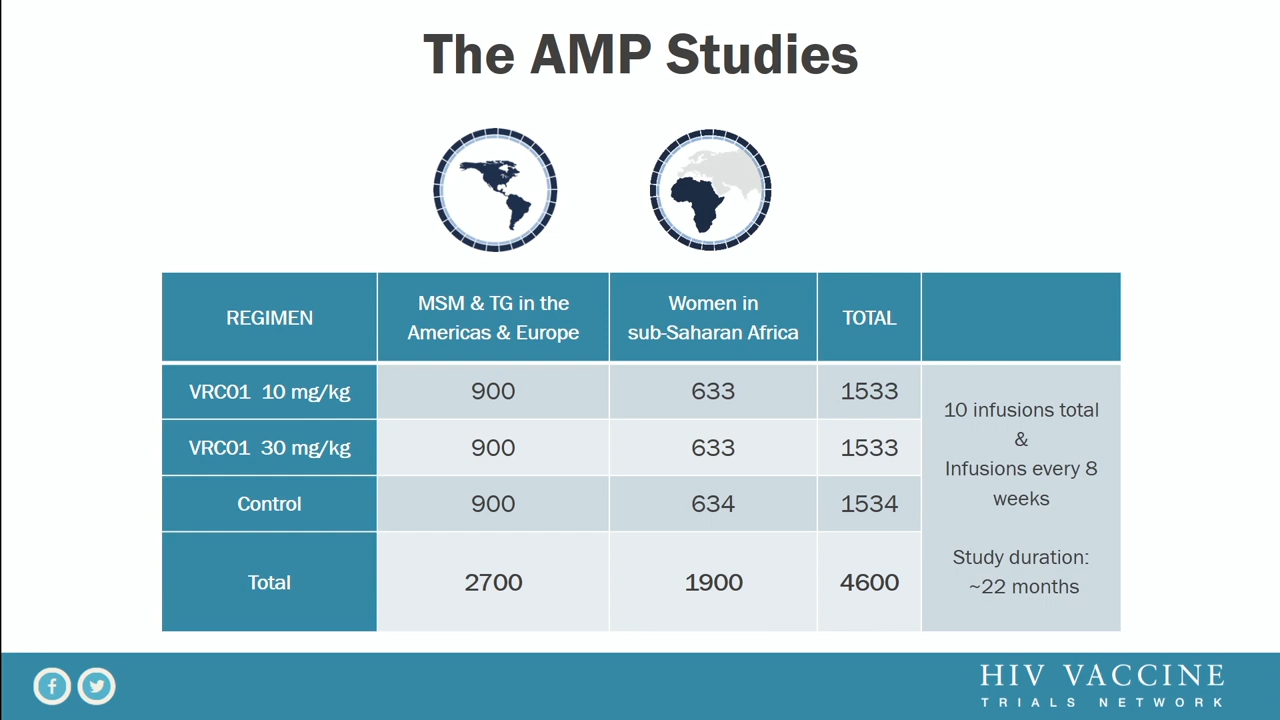 The AMP Studies
REGIMEN
MSM & TG in the
Americas & Europe
Women in
sub-Saharan Africa
TOTAL
VRC01 10 mg/kg
900
633
1533
VRC01 30 mg/kg
900
633
1533
Control
900
634
1534
Total
2700
1900
4600
10 infusions total
&
Infusions every 8
weeks
Study duration:
~22 months
HIV VACCINE
TRIALS NETWORK